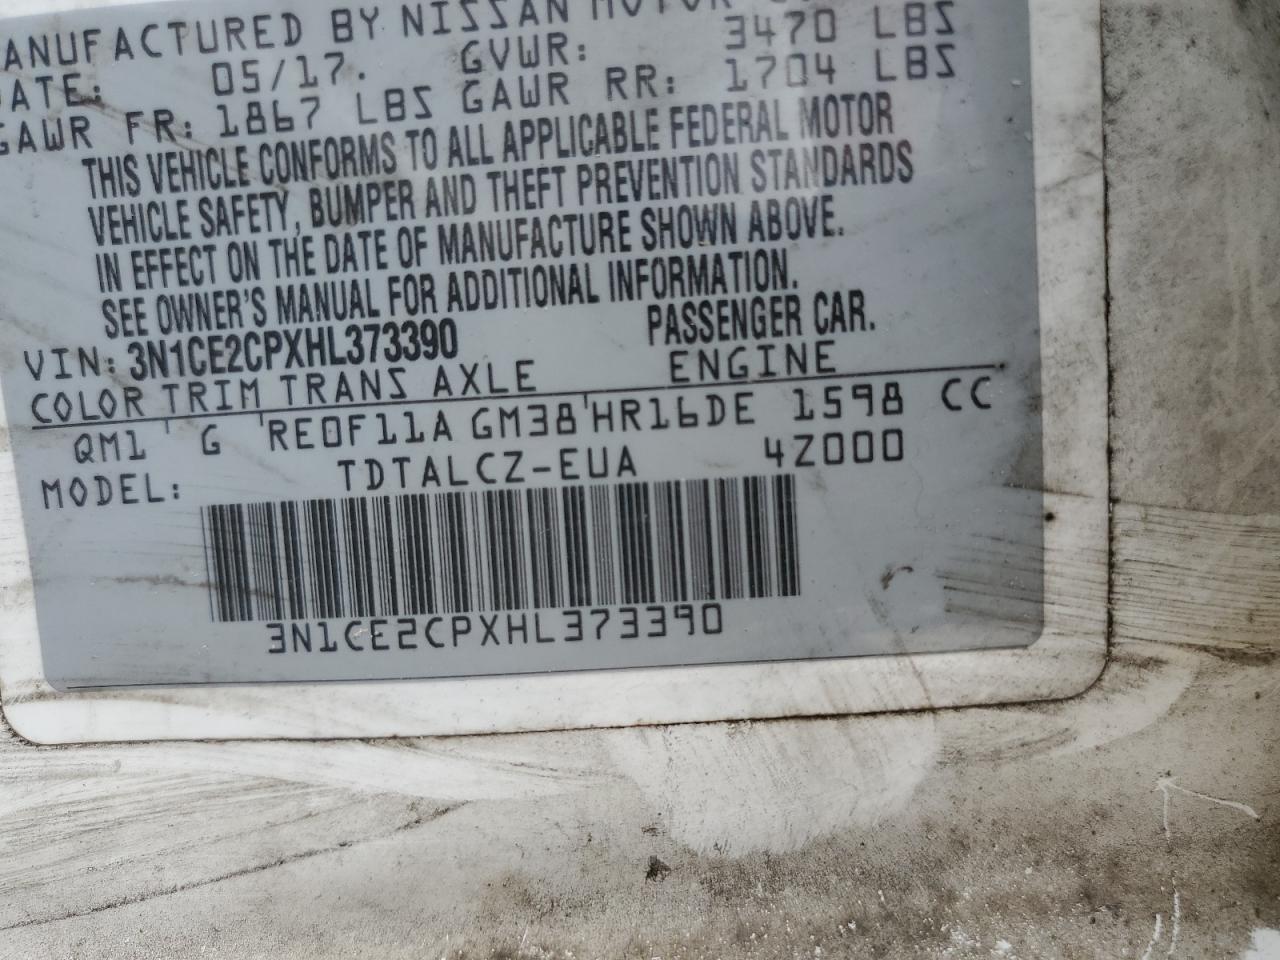 MANUFACTURED BY NISSAN MOTOR
DATE: 05/17. GVWR: 3470 LBS
GAWR FR: 1867 LBS GAWR RR: 1704 LBS
THIS VEHICLE CONFORMS TO ALL APPLICABLE FEDERAL MOTOR
VEHICLE SAFETY, BUMPER AND THEFT PREVENTION STANDARDS
IN EFFECT ON THE DATE OF MANUFACTURE SHOWN ABOVE.
SEE OWNER'S MANUAL FOR ADDITIONAL INFORMATION.
VIN: 3N1CE2CPXHL373390 PASSENGER CAR.
COLOR TRIM TRANS AXLE ENGINE
QM1 ' G 'RE0F11A GM38'HR16DE 1598 CC
MODEL: TDTALCZ-EUA 4Z000
3N1CE2CPXHL373390